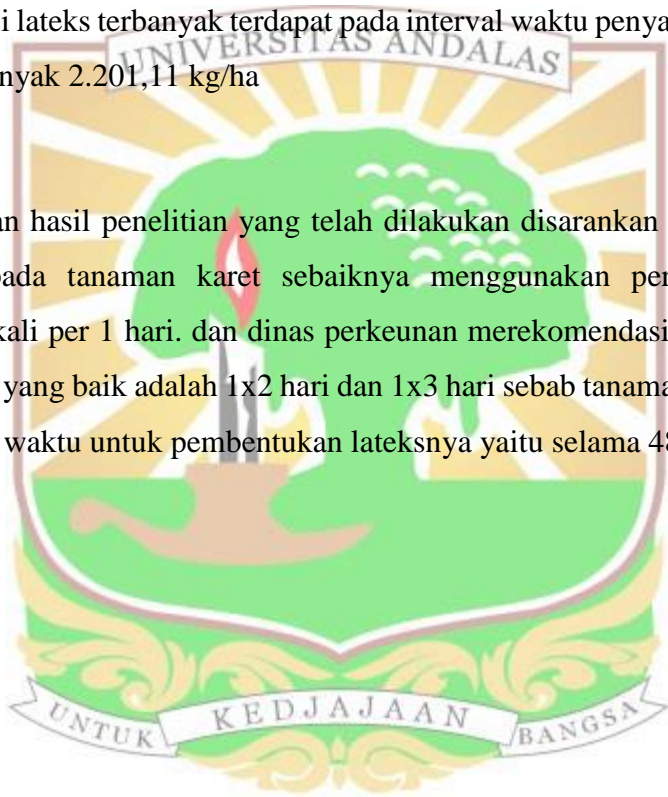 i lateks terbanyak terdapat pada interval waktu penya
UNIVERSITAS ANDALAS
nyak 2.201,11 kg/ha
an hasil penelitian yang telah dilakukan disarankan
pada tanaman karet sebaiknya menggunakan per
kali per 1 hari. dan dinas perkeunan merekomendasi
yang baik adalah 1x2 hari dan 1x3 hari sebab tanama
waktu untuk pembentukan lateksnya yaitu selama 48
UNTUK KEDJAJAAN BANGSA